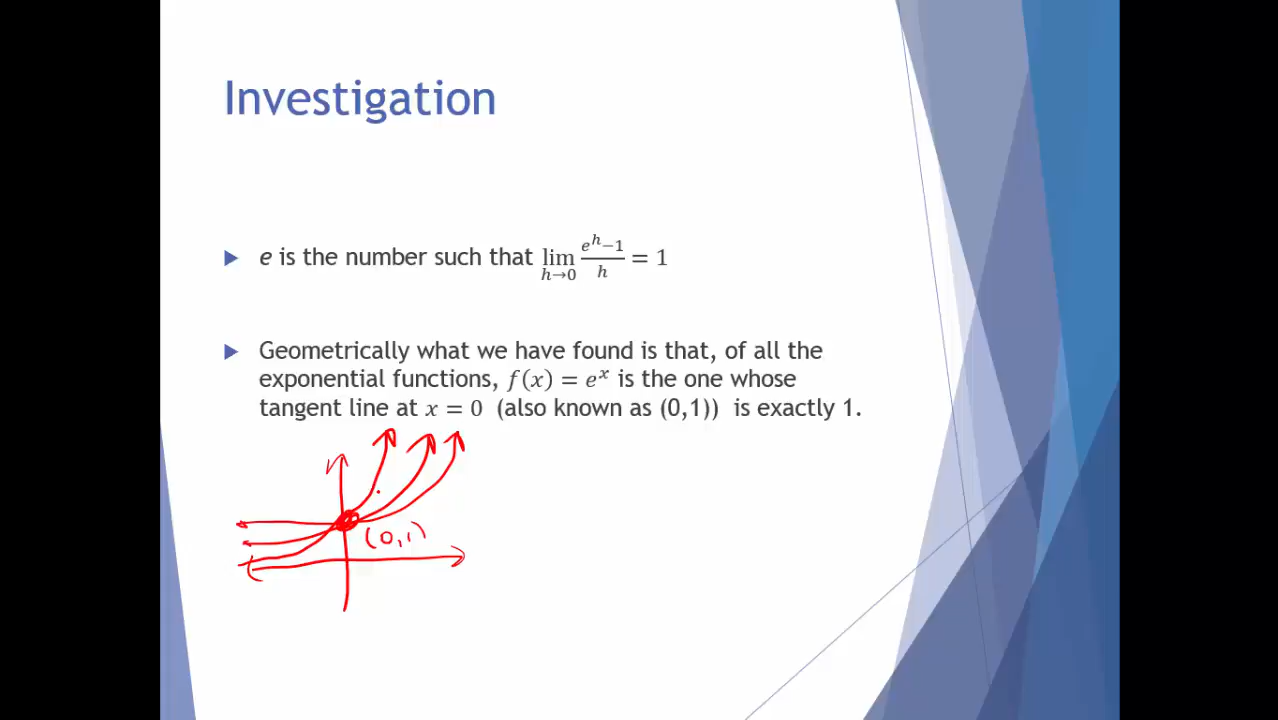 Investigation
e is the number such that lim h→0 e^h−1/h = 1
Geometrically what we have found is that, of all the
exponential functions, f(x) = e^x is the one whose
tangent line at x = 0 (also known as (0,1)) is exactly 1.
(0,1)